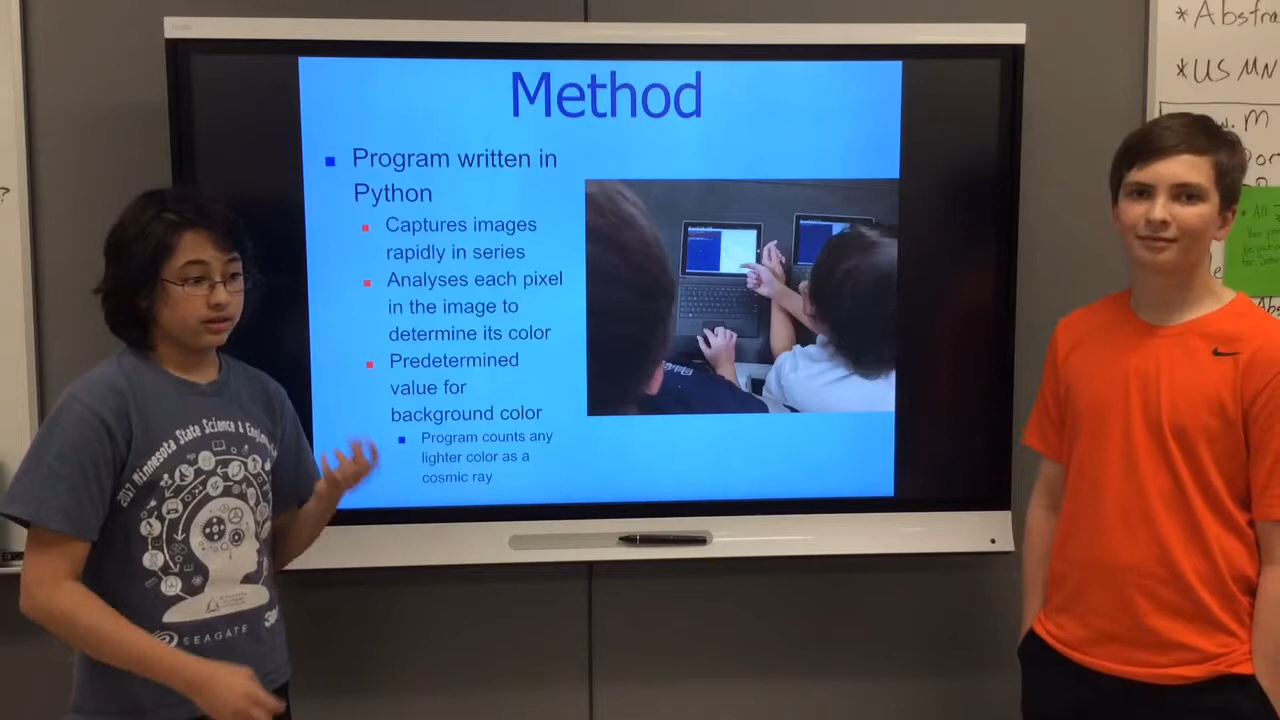 Method
Program written in
Python
Captures images
rapidly in series
Analyses each pixel
in the image to
determine its color
Predetermined
value for
background color
Program counts any
lighter color as a
cosmic ray
2017 Minnesota State Science &
SEAGATE
*US MN
?